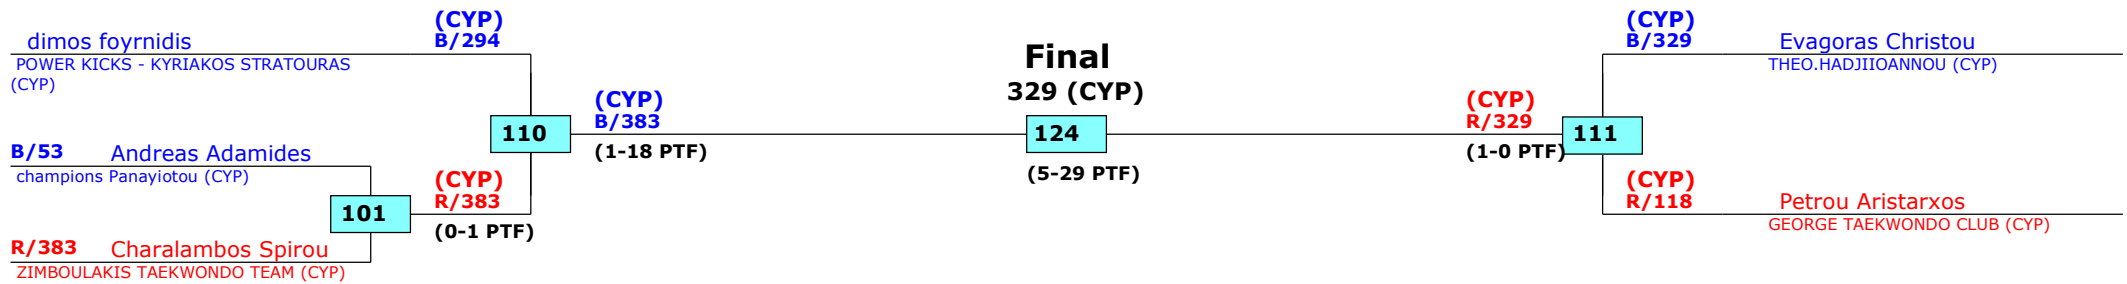 (CYP)
B/294
dimos foyrnidis
POWER KICKS - KYRIAKOS STRATOURAS
(CYP)
B/53 Andreas Adamides
champions Panayiotou (CYP)
101
R/383 Charalambos Spirou
ZIMBOULAKIS TAEKWONDO TEAM (CYP)
(CYP)
R/383
(0-1 PTF)
110
(CYP)
B/383
(1-18 PTF)
Final
329 (CYP)
124
(5-29 PTF)
(CYP)
R/329
(1-0 PTF)
111
(CYP)
B/329
Evagoras Christou
THEO.HADJIIOANNOU (CYP)
(CYP)
R/118
Petrou Aristarxos
GEORGE TAEKWONDO CLUB (CYP)